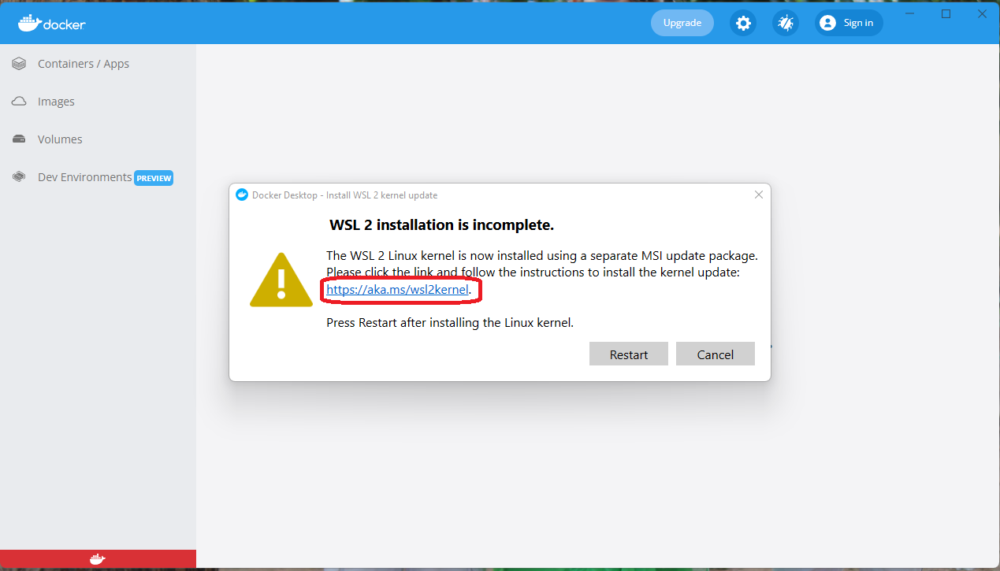 docker
Upgrade
Sign in
Containers / Apps
Images
Volumes
Dev Environments PREVIEW
Docker Desktop - Install WSL 2 kernel update
WSL 2 installation is incomplete.
The WSL 2 Linux kernel is now installed using a separate MSI update package.
Please click the link and follow the instructions to install the kernel update:
https://aka.ms/wsl2kernel.
Press Restart after installing the Linux kernel.
Restart
Cancel